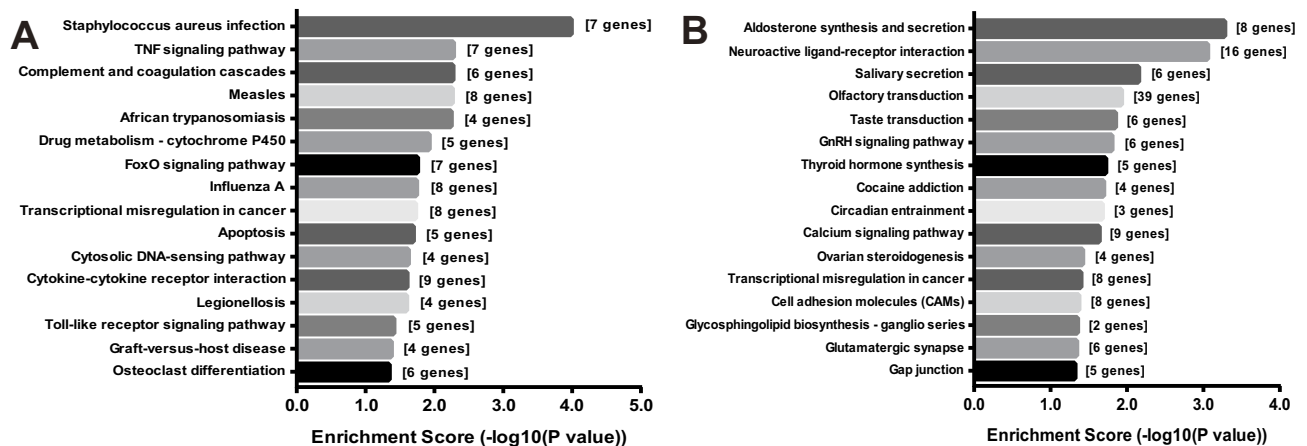 A
Staphylococcus aureus infection [7 genes]
TNF signaling pathway [7 genes]
Complement and coagulation cascades [6 genes]
Measles [8 genes]
African trypanosomiasis [4 genes]
Drug metabolism - cytochrome P450 [5 genes]
FoxO signaling pathway [7 genes]
Influenza A [8 genes]
Transcriptional misregulation in cancer [8 genes]
Apoptosis [5 genes]
Cytosolic DNA-sensing pathway [4 genes]
Cytokine-cytokine receptor interaction [9 genes]
Legionellosis [4 genes]
Toll-like receptor signaling pathway [5 genes]
Graft-versus-host disease [4 genes]
Osteoclast differentiation [6 genes]
0.0 1.0 2.0 3.0 4.0 5.0
Enrichment Score (-log10(P value))
B
Aldosterone synthesis and secretion [8 genes]
Neuroactive ligand-receptor interaction [16 genes]
Salivary secretion [6 genes]
Olfactory transduction [39 genes]
Taste transduction [6 genes]
GnRH signaling pathway [6 genes]
Thyroid hormone synthesis [5 genes]
Cocaine addiction [4 genes]
Circadian entrainment [3 genes]
Calcium signaling pathway [9 genes]
Ovarian steroidogenesis [4 genes]
Transcriptional misregulation in cancer [8 genes]
Cell adhesion molecules (CAMs) [8 genes]
Glycosphingolipid biosynthesis - ganglio series [2 genes]
Glutamatergic synapse [6 genes]
Gap junction [5 genes]
0.0 1.0 2.0 3.0 4.0
Enrichment Score (-log10(P value))